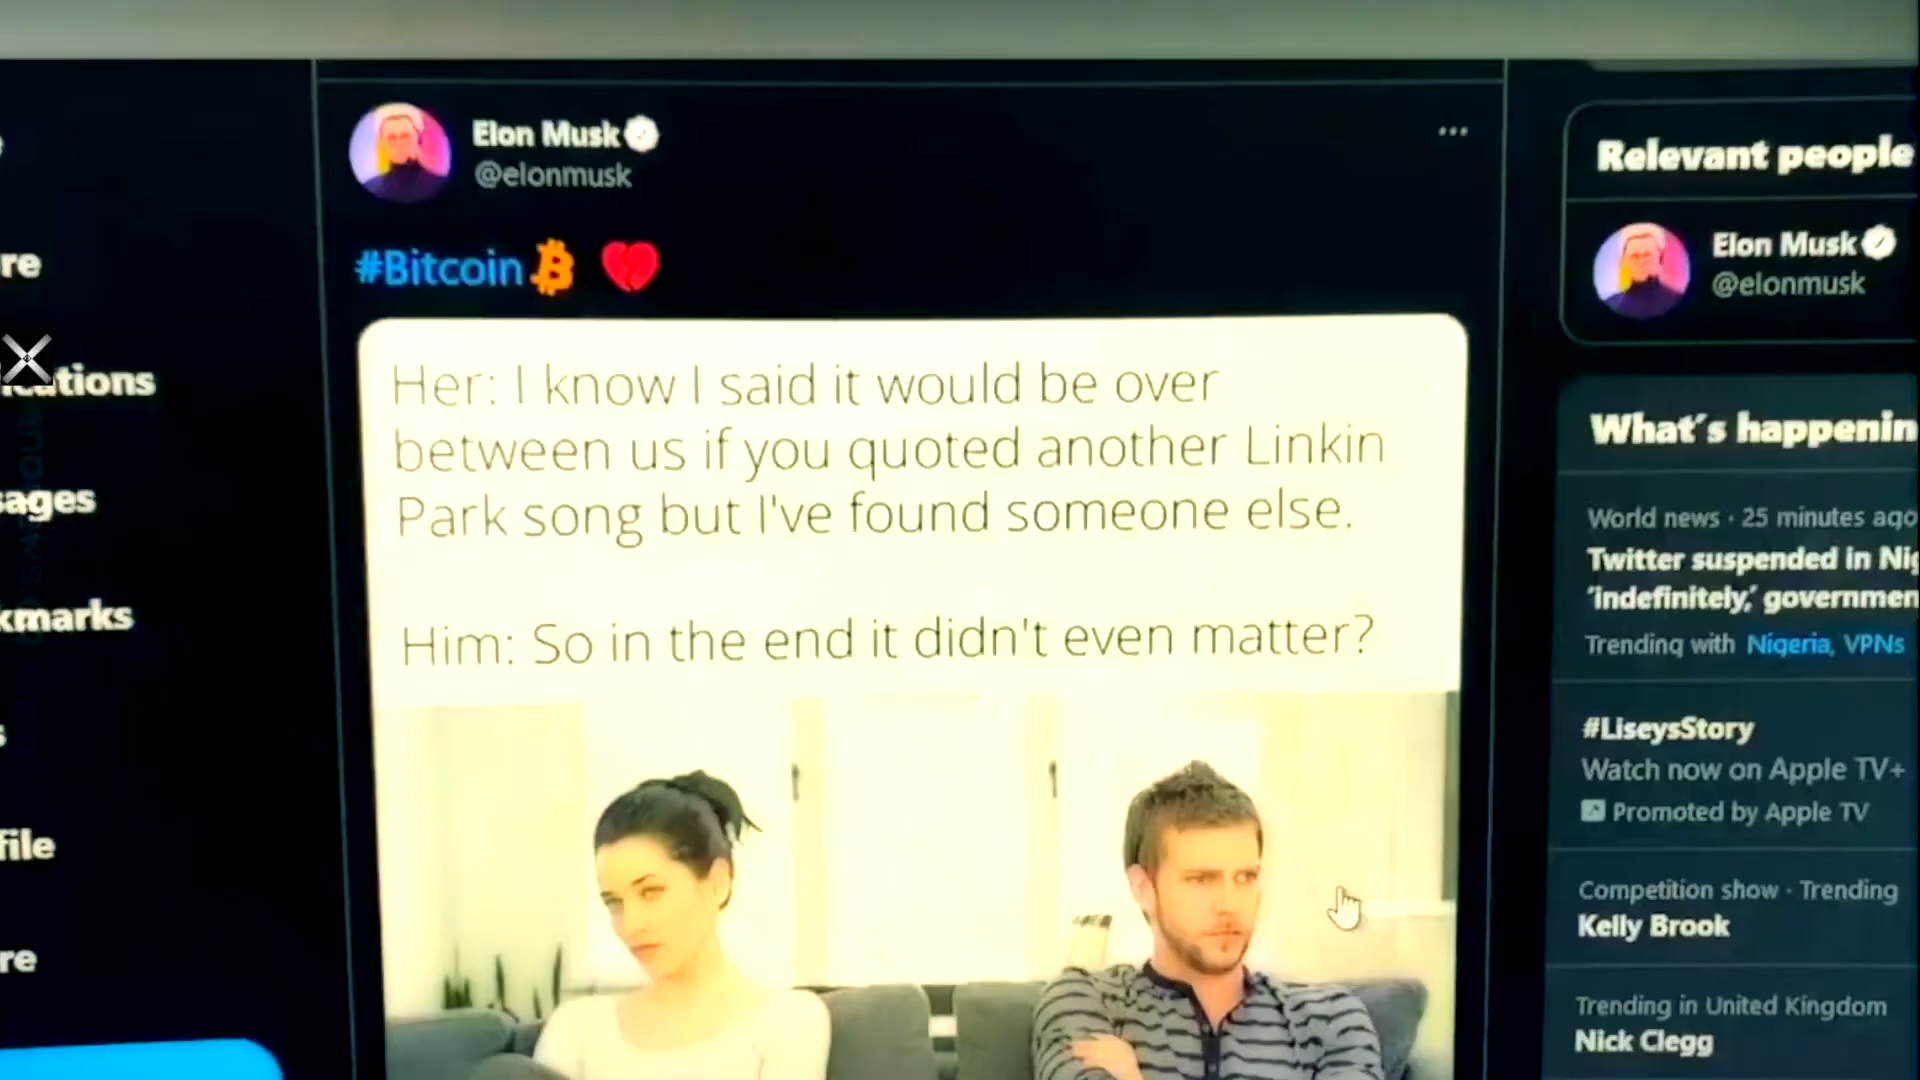 Elon Musk
@elonmusk
#Bitcoin
Her: I know I said it would be over
between us if you quoted another Linkin
Park song but I've found someone else.
Him: So in the end it didn't even matter?
re
ications
sages
kmarks
s
file
re
Relevant people
Elon Musk
@elonmusk
What's happenin
World news · 25 minutes ago
Twitter suspended in Nig
'indefinitely,' governmen
Trending with Nigeria, VPNs
#LiseysStory
Watch now on Apple TV+
Promoted by Apple TV
Competition show · Trending
Kelly Brook
Trending in United Kingdom
Nick Clegg